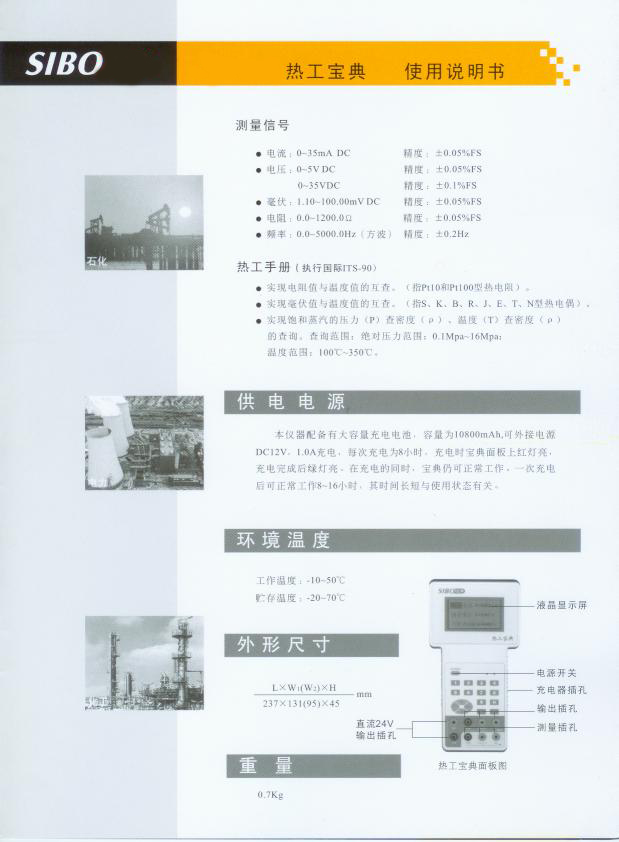 SIBO
热工宝典 使用说明书
测量信号
● 电流：0~35mA DC 精度：±0.05%FS
● 电压：0~5V DC 精度：±0.05%FS
0~35VDC 精度：±0.1%FS
● 毫伏：1.10~100.00mV DC 精度：±0.05%FS
● 电阻：0.0~1200.0Ω 精度：±0.05%FS
● 频率：0.0~5000.0Hz（方波） 精度：±0.2Hz
石化
热工手册（执行国际ITS-90）
● 实现电阻值与温度值的互查。（指Pt10和Pt100型热电阻）。
● 实现毫伏值与温度值的互查。（指S、K、B、R、J、E、T、N型热电偶）。
● 实现饱和蒸汽的压力（P）查密度（ρ）、温度（T）查密度（ρ）
的查询。查询范围：绝对压力范围：0.1Mpa~16Mpa；
温度范围：100℃~350℃。
供电电源
本仪器配备有大容量充电电池，容量为10800mAh,可外接电源
DC12V，1.0A充电，每次充电为8小时，充电时宝典面板上红灯亮，
充电完成后绿灯亮。在充电的同时，宝典仍可正常工作。一次充电
后可正常工作8~16小时，其时间长短与使用状态有关。
电力
环境温度
工作温度：-10~50℃
贮存温度：-20~70℃
外形尺寸
L×W1(W2)×H
237×131(95)×45
mm
化工
SIBO
热工宝典
液晶显示屏
电源开关
充电器插孔
输出插孔
测量插孔
直流24V
输出插孔
热工宝典面板图
重量
0.7Kg